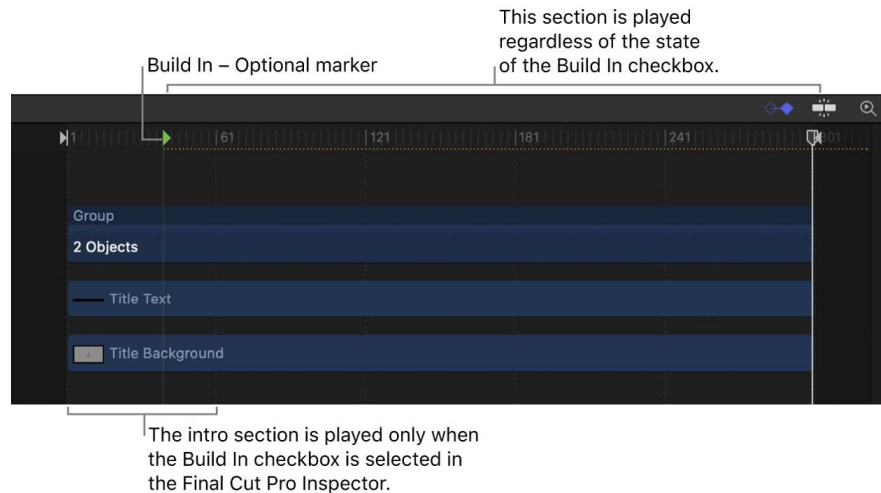 This section is played
regardless of the state
of the Build In checkbox.
Build In – Optional marker
1 61 121 181 241 301
Group
2 Objects
Title Text
Title Background
The intro section is played only when
the Build In checkbox is selected in
the Final Cut Pro Inspector.